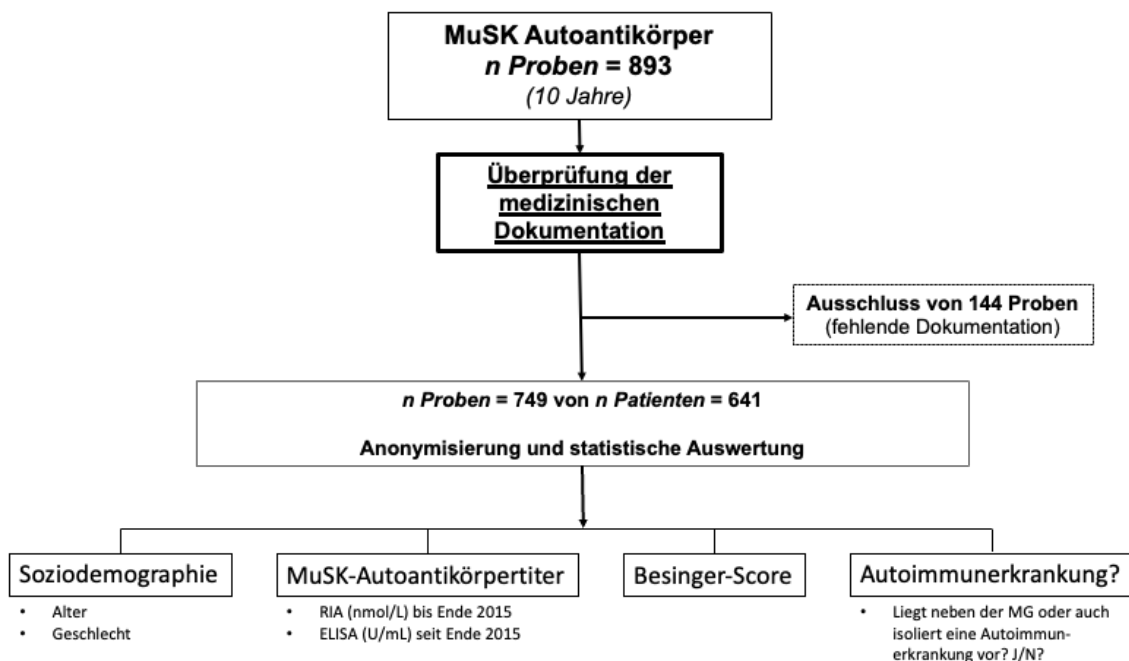 MuSK Autoantikörper
n Proben = 893
(10 Jahre)
Überprüfung der
medizinischen
Dokumentation
Ausschluss von 144 Proben
(fehlende Dokumentation)
n Proben = 749 von n Patienten = 641
Anonymisierung und statistische Auswertung
Soziodemographie
• Alter
• Geschlecht
MuSK-Autoantikörpertiter
• RIA (nmol/L) bis Ende 2015
• ELISA (U/mL) seit Ende 2015
Besinger-Score
Autoimmunerkrankung?
• Liegt neben der MG oder auch
isoliert eine Autoimmun-
erkrankung vor? J/N?